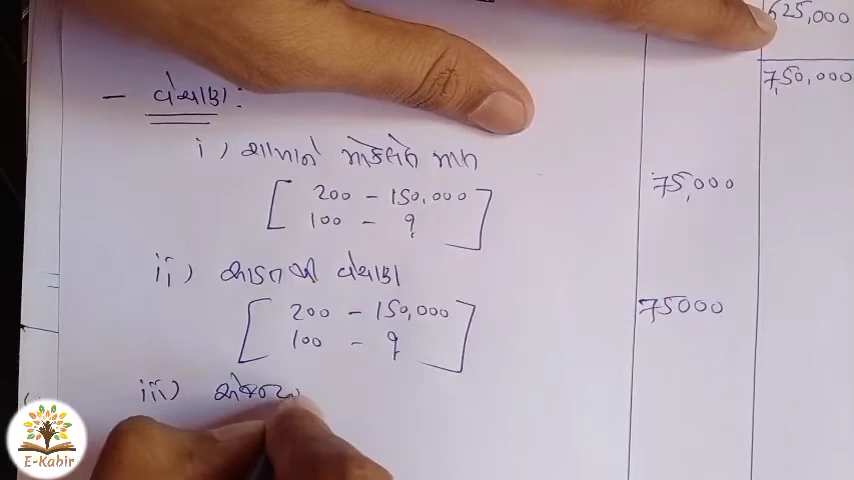 625,000
750,000
- વેચાણ:
i) શાખાને મોકલેલ માલ
75,000
[ 200 - 150,000
100 - ? ]
ii) શાખાથી વેચાણ
[ 200 - 150,000
100 - ? ]
75000
iii)
E-Kabir